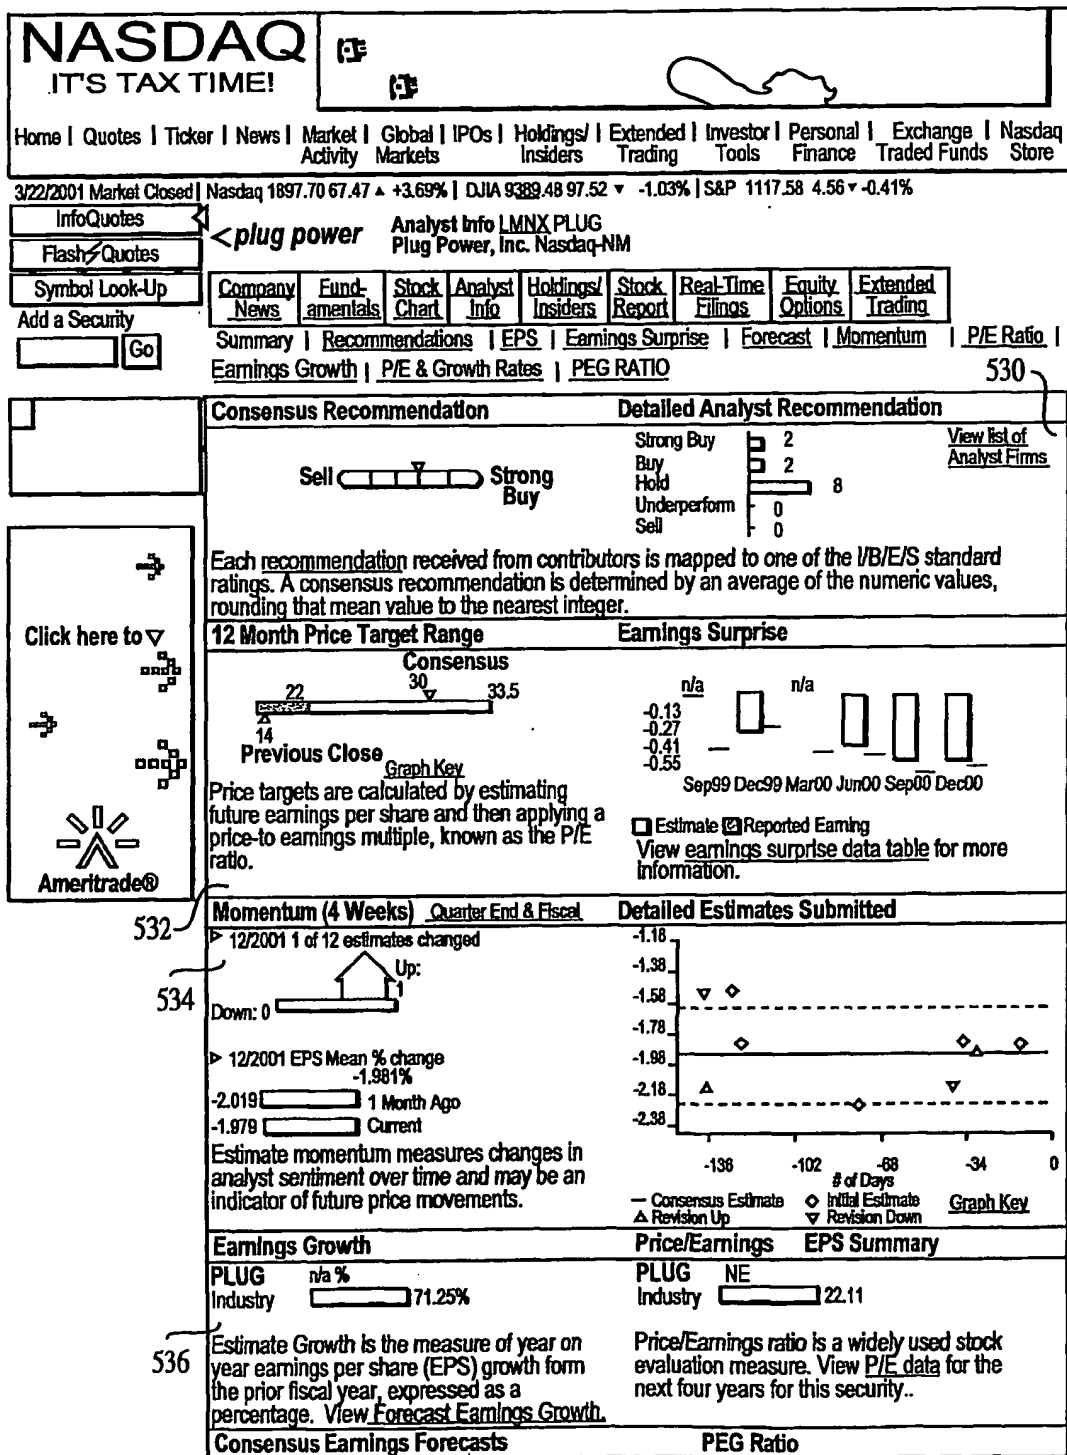 NASDAQ
IT'S TAX TIME!
Home | Quotes | Ticker | News | Market Activity | Global Markets | IPOs | Holdings/ Insiders | Extended Trading | Investor Tools | Personal Finance | Exchange Traded Funds | Nasdaq Store
3/22/2001 Market Closed | Nasdaq 1897.70 67.47 ▲ +3.69% | DJIA 9389.48 97.52 ▼ -1.03% | S&P 1117.58 4.56 ▼ -0.41%
InfoQuotes
Flash Quotes
Symbol Look-Up
Add a Security
Go
<plug power
Analyst Info LMNX PLUG
Plug Power, Inc. Nasdaq-NM
Company News | Fund-amentals | Stock Chart | Analyst Info | Holdings/ Insiders | Stock Report | Real-Time Filings | Equity Options | Extended Trading
Summary | Recommendations | EPS | Earnings Surprise | Forecast | Momentum | P/E Ratio |
Earnings Growth | P/E & Growth Rates | PEG RATIO
530
Consensus Recommendation
Sell
Strong Buy
Detailed Analyst Recommendation
Strong Buy 2
Buy 2
Hold 8
Underperform 0
Sell 0
View list of
Analyst Firms
Each recommendation received from contributors is mapped to one of the I/B/E/S standard
ratings. A consensus recommendation is determined by an average of the numeric values,
rounding that mean value to the nearest integer.
Click here to ▽
Ameritrade®
12 Month Price Target Range
Consensus
22
30
33.5
14
Previous Close
Graph Key
Price targets are calculated by estimating
future earnings per share and then applying a
price-to earnings multiple, known as the P/E
ratio.
532
Earnings Surprise
n/a
n/a
-0.13
-0.27
-0.41
-0.55
Sep99 Dec99 Mar00 Jun00 Sep00 Dec00
Estimate Reported Earning
View earnings surprise data table for more
information.
Momentum (4 Weeks) Quarter End & Fiscal
534
▷ 12/2001 1 of 12 estimates changed
Up:
1
Down: 0
▷ 12/2001 EPS Mean % change
-1.981%
-2.019 1 Month Ago
-1.979 Current
Estimate momentum measures changes in
analyst sentiment over time and may be an
indicator of future price movements.
Detailed Estimates Submitted
-1.18
-1.38
-1.58
-1.78
-1.98
-2.18
-2.38
-136 -102 -68 -34 0
# of Days
— Consensus Estimate ◇ Initial Estimate
△ Revision Up ▽ Revision Down
Graph Key
Earnings Growth
PLUG n/a %
Industry 71.25%
536
Estimate Growth is the measure of year on
year earnings per share (EPS) growth form
the prior fiscal year, expressed as a
percentage. View Forecast Earnings Growth.
Price/Earnings EPS Summary
PLUG NE
Industry 22.11
Price/Earnings ratio is a widely used stock
evaluation measure. View P/E data for the
next four years for this security..
Consensus Earnings Forecasts
PEG Ratio